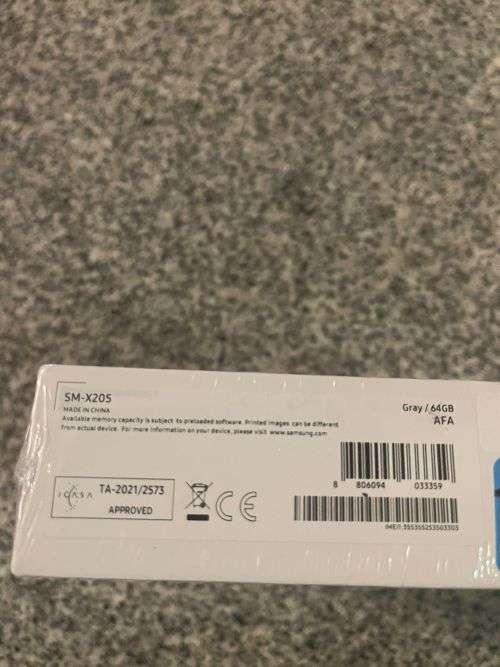 SM-X205
MADE IN CHINA
Available memory capacity is subject to preloaded software. Printed images can be different
from actual device. For more information on your device, please visit www.samsung.com
Gray / 64GB
AFA
ICASA
TA-2021/2573
APPROVED
CE
8 806094 033359